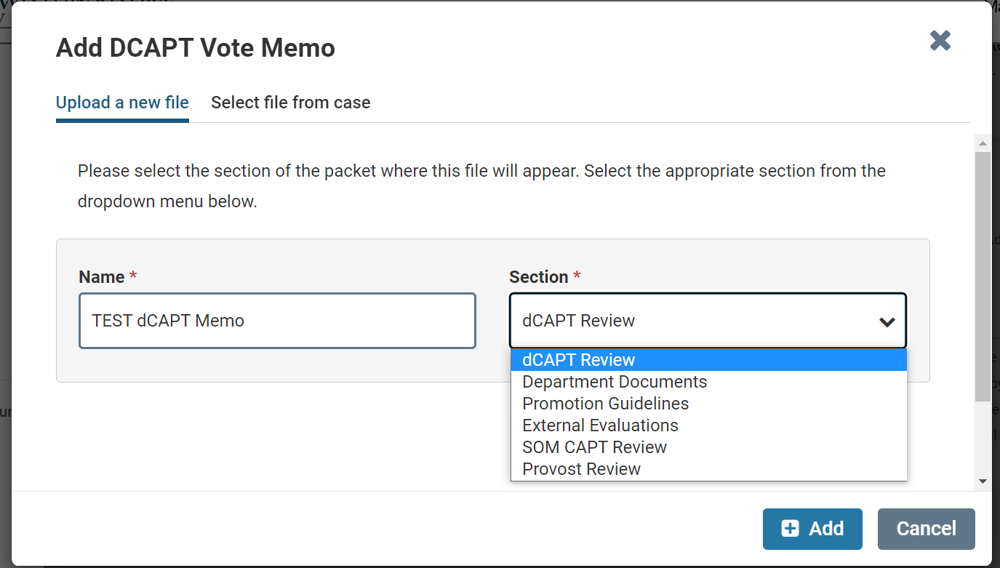 Add DCAPT Vote Memo
Upload a new file Select file from case
Please select the section of the packet where this file will appear. Select the appropriate section from the
dropdown menu below.
Name * Section *
TEST dCAPT Memo dCAPT Review
dCAPT Review
Department Documents
Promotion Guidelines
External Evaluations
SOM CAPT Review
Provost Review
Add Cancel